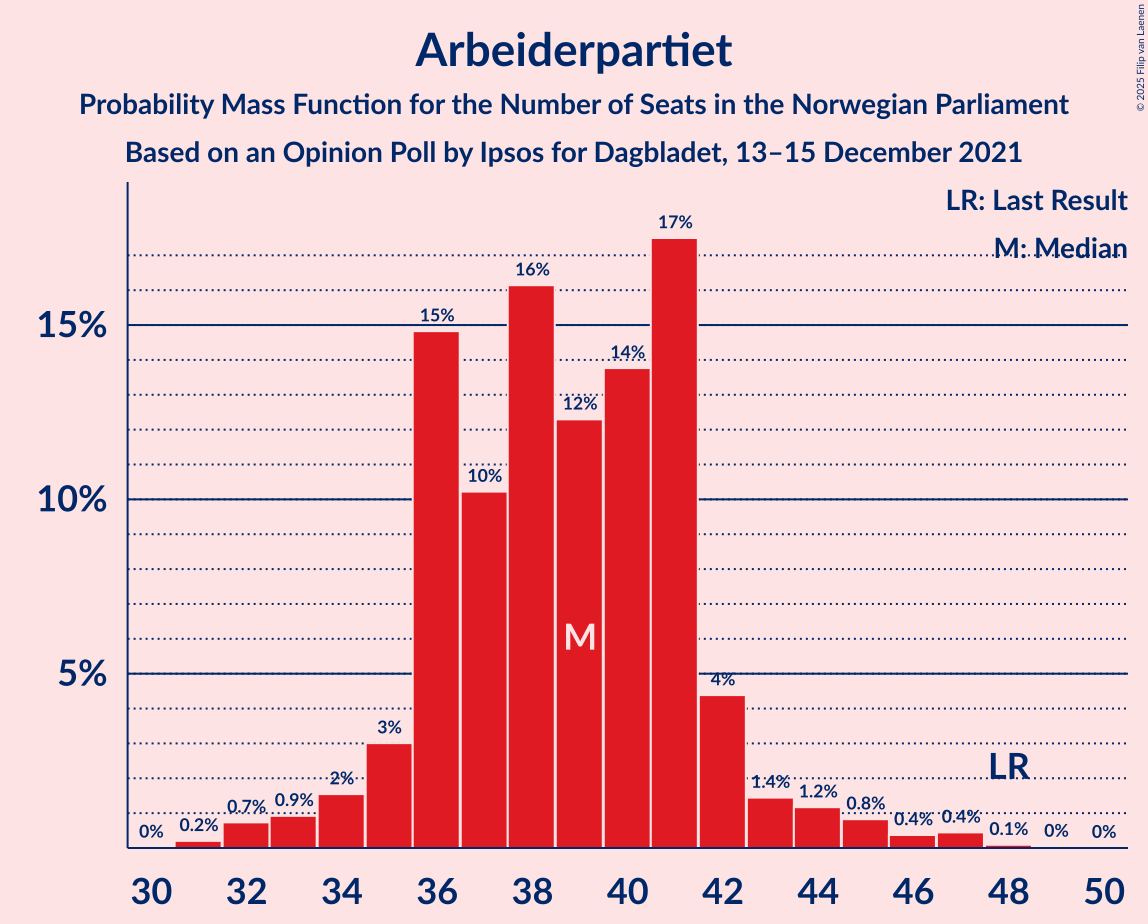 Arbeiderpartiet
Probability Mass Function for the Number of Seats in the Norwegian Parliament
Based on an Opinion Poll by Ipsos for Dagbladet, 13–15 December 2021
© 2025 Filip van Laenen
LR: Last Result
M: Median
15%
10%
5%
0%
0.2%
0.7%
0.9%
2%
3%
15%
10%
16%
12%
14%
17%
4%
1.4%
1.2%
0.8%
0.4%
0.4%
0.1%
0%
0%
M
LR
30 32 34 36 38 40 42 44 46 48 50